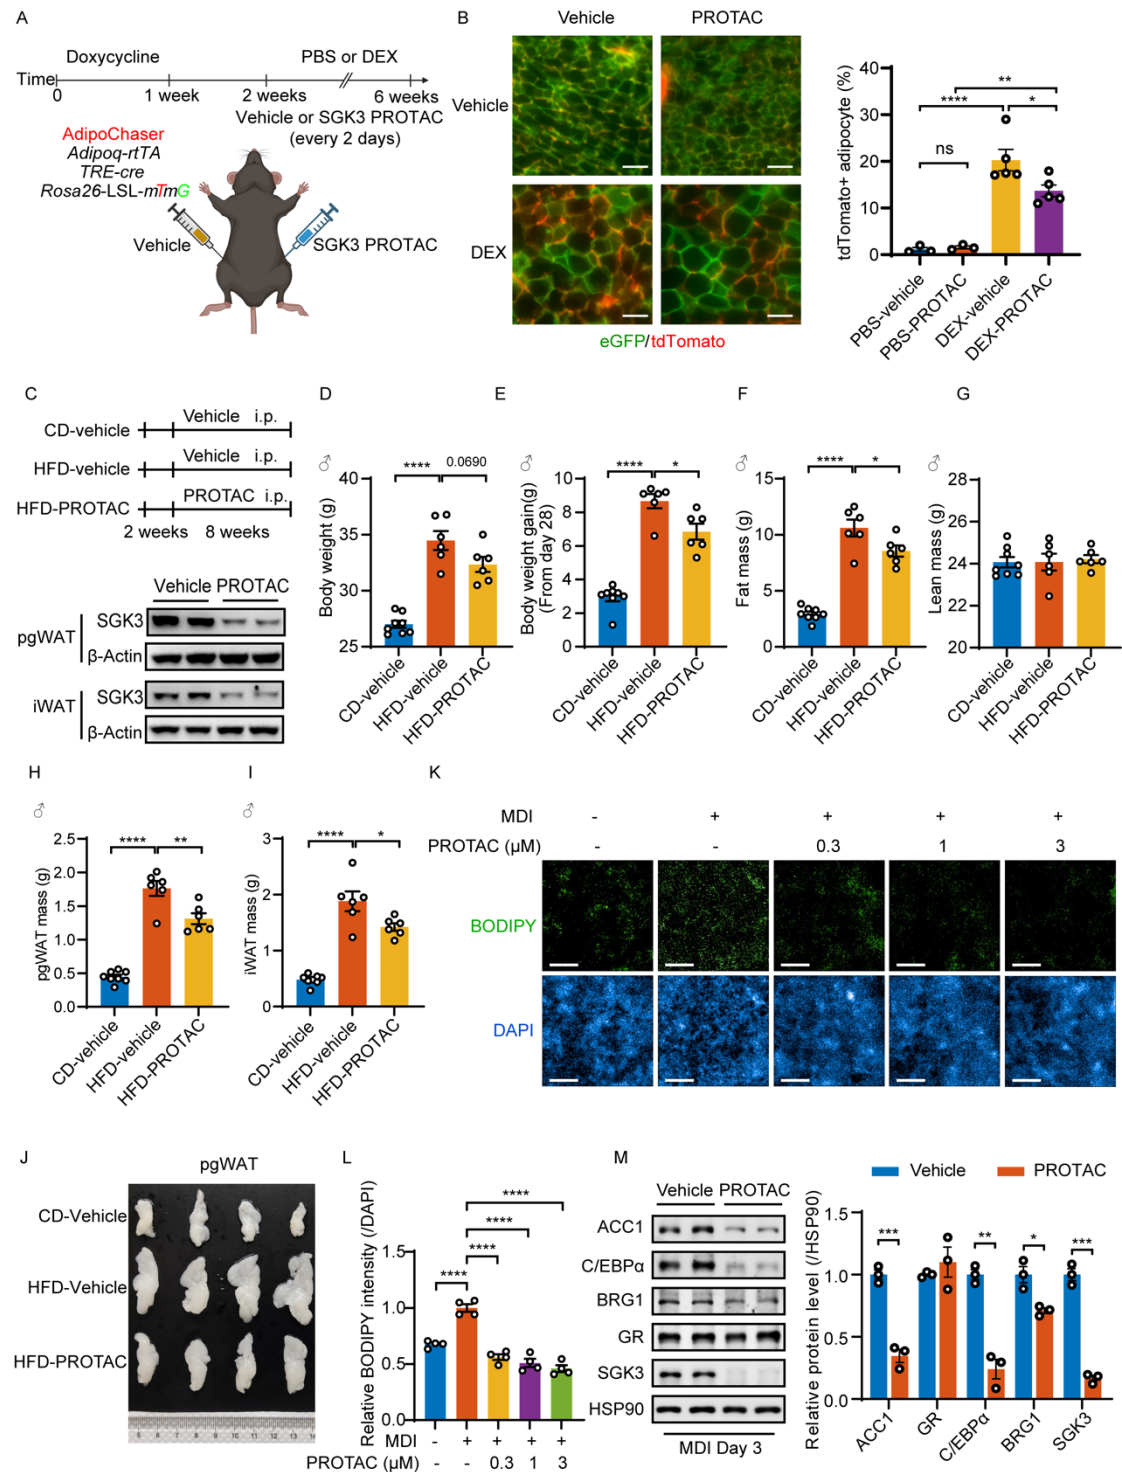 A
Doxycycline
PBS or DEX
Time
0
1 week
2 weeks
6 weeks
Vehicle or SGK3 PROTAC
(every 2 days)
AdipoChaser
Adipoq-rtTA
TRE-cre
Rosa26-LSL-mTmG
Vehicle
SGK3 PROTAC
B
Vehicle
PROTAC
Vehicle
DEX
eGFP/tdTomato
tdTomato+ adipocyte (%)
40
30
20
10
0
**
****
*
ns
PBS-vehicle
PBS-PROTAC
DEX-vehicle
DEX-PROTAC
C
CD-vehicle
Vehicle i.p.
HFD-vehicle
Vehicle i.p.
HFD-PROTAC
PROTAC i.p.
2 weeks
8 weeks
Vehicle PROTAC
pgWAT
SGK3
β-Actin
iWAT
SGK3
β-Actin
D
♂
Body weight (g)
40
35
30
25
****
0.0690
CD-vehicle
HFD-vehicle
HFD-PROTAC
E
♂
Body weight gain(g)
(From day 28)
10
8
6
4
2
0
****
*
CD-vehicle
HFD-vehicle
HFD-PROTAC
F
♂
Fat mass (g)
15
10
5
0
****
*
CD-vehicle
HFD-vehicle
HFD-PROTAC
G
♂
Lean mass (g)
28
26
24
22
20
CD-vehicle
HFD-vehicle
HFD-PROTAC
H
♂
pgWAT mass (g)
2.5
2.0
1.5
1.0
0.5
0.0
****
**
CD-vehicle
HFD-vehicle
HFD-PROTAC
I
♂
iWAT mass (g)
3
2
1
0
****
*
CD-vehicle
HFD-vehicle
HFD-PROTAC
K
MDI - + + + +
PROTAC (μM) - - 0.3 1 3
BODIPY
DAPI
J
pgWAT
CD-Vehicle
HFD-Vehicle
HFD-PROTAC
5 6 7 8 9 10 11 12 13 14
L
Relative BODIPY intensity (/DAPI)
1.5
1.0
0.5
0.0
****
****
****
****
MDI - + + + +
PROTAC (μM) - - 0.3 1 3
M
Vehicle PROTAC
ACC1
C/EBPα
BRG1
GR
SGK3
HSP90
MDI Day 3
Vehicle
PROTAC
Relative protein level (/HSP90)
1.5
1.0
0.5
0.0
***
**
*
***
ACC1
GR
C/EBPα
BRG1
SGK3